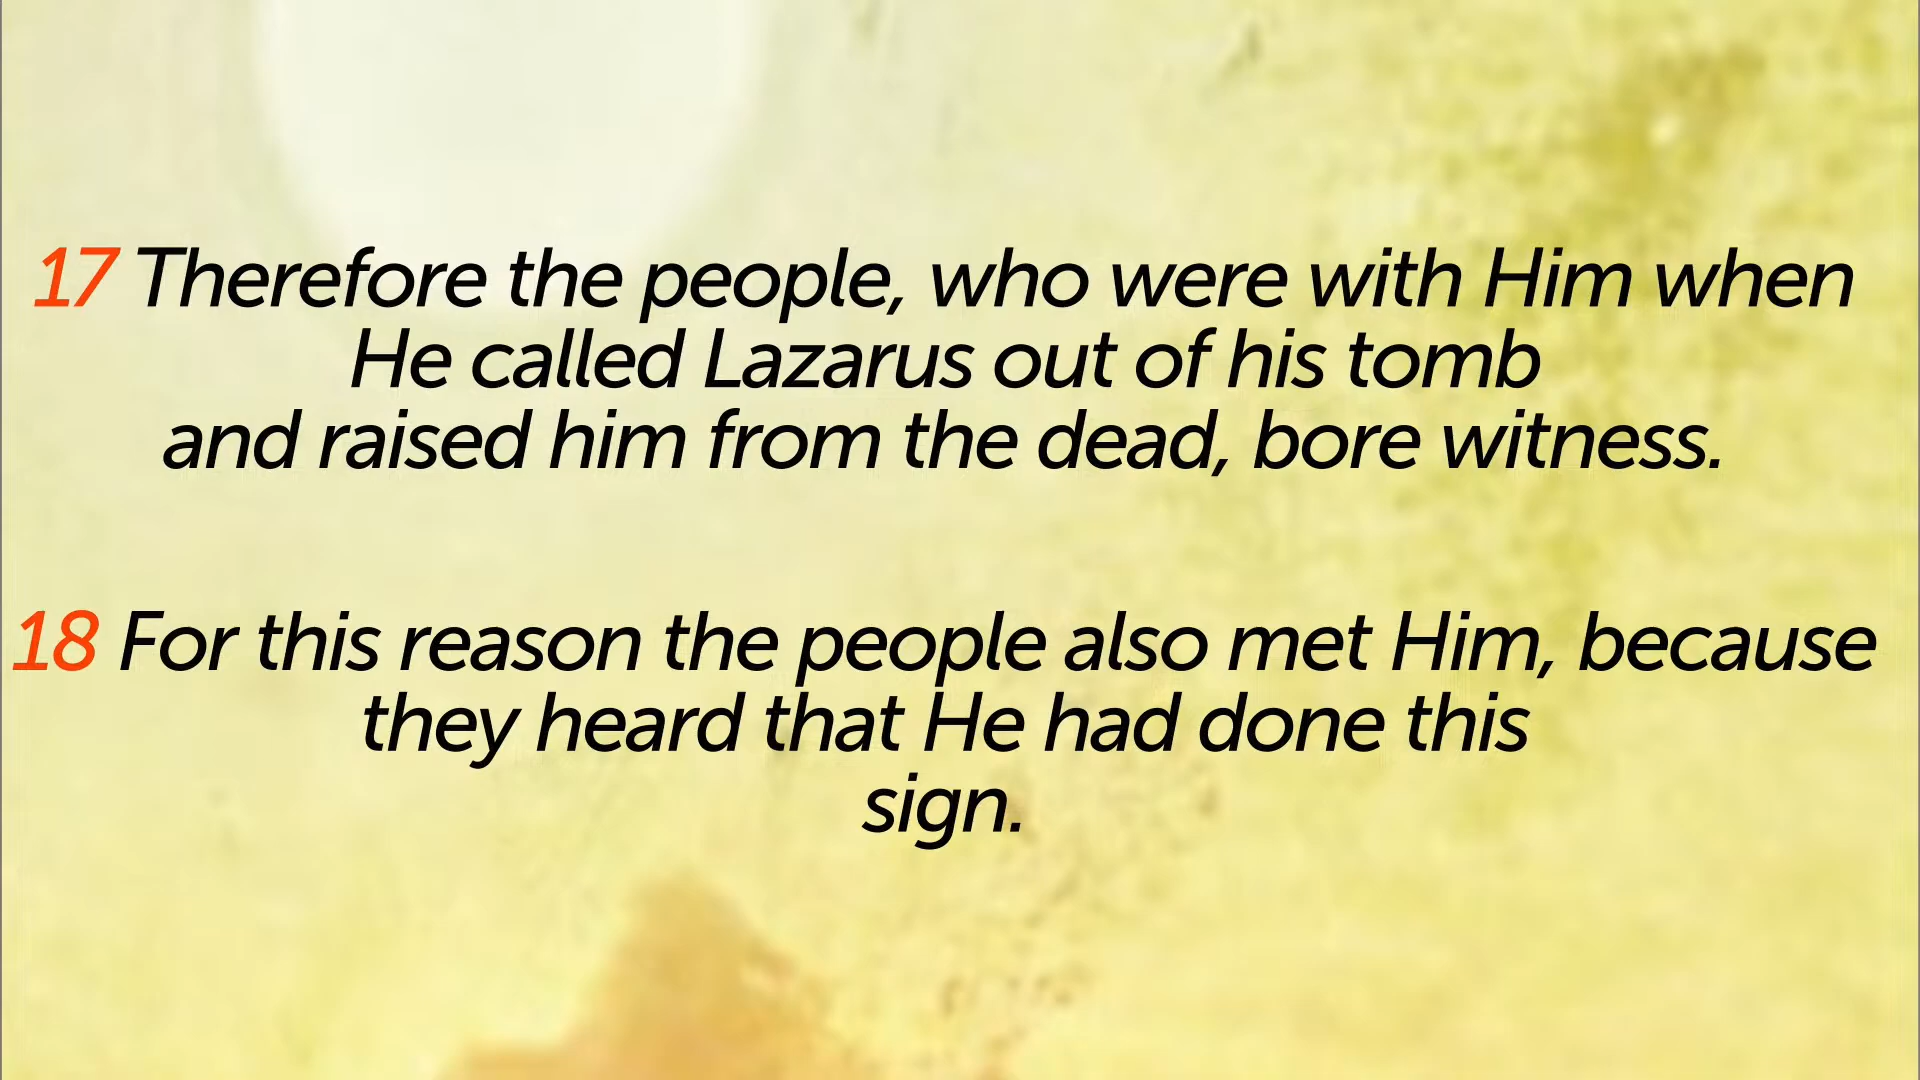 17 Therefore the people, who were with Him when
He called Lazarus out of his tomb
and raised him from the dead, bore witness.
18 For this reason the people also met Him, because
they heard that He had done this
sign.